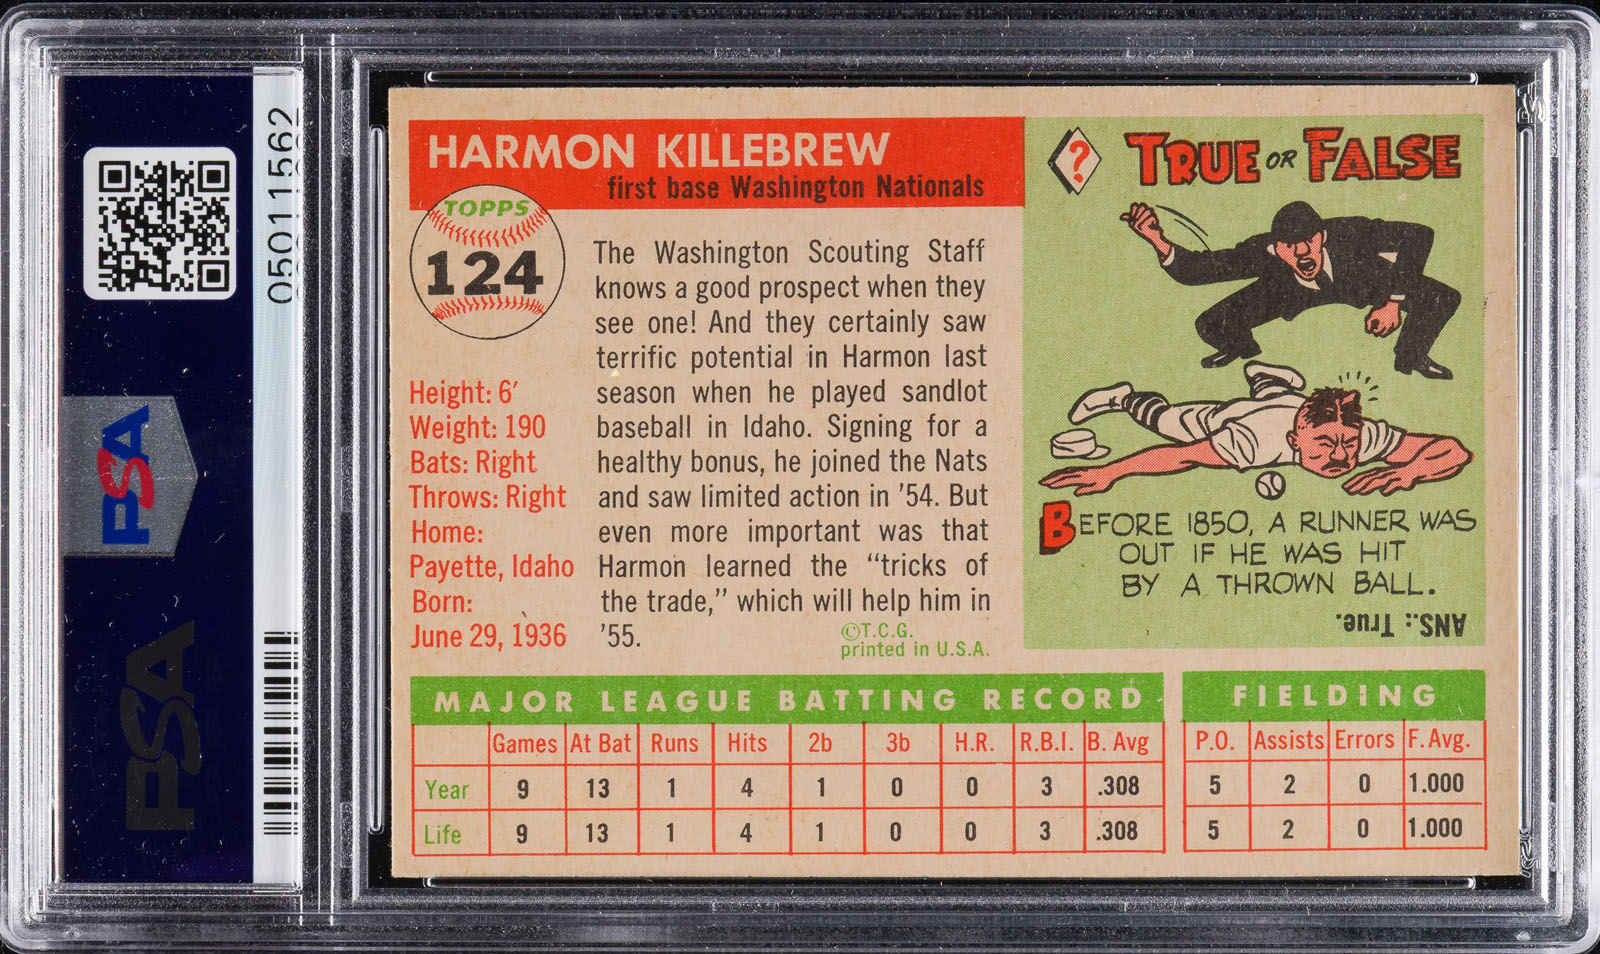 05011562
PSA
PSA
HARMON KILLEBREW
first base Washington Nationals
TOPPS
124
The Washington Scouting Staff
knows a good prospect when they
see one! And they certainly saw
terrific potential in Harmon last
season when he played sandlot
baseball in Idaho. Signing for a
healthy bonus, he joined the Nats
and saw limited action in '54. But
even more important was that
Harmon learned the "tricks of
the trade," which will help him in
'55.
©T.C.G.
printed in U.S.A.
Height: 6'
Weight: 190
Bats: Right
Throws: Right
Home:
Payette, Idaho
Born:
June 29, 1936
?
TRUE OR FALSE
BEFORE 1850, A RUNNER WAS
OUT IF HE WAS HIT
BY A THROWN BALL.
ANS.: True.
MAJOR LEAGUE BATTING RECORD
Games At Bat Runs Hits 2b 3b H.R. R.B.I. B. Avg
Year 9 13 1 4 1 0 0 3 .308
Life 9 13 1 4 1 0 0 3 .308
FIELDING
P.O. Assists Errors F. Avg.
5 2 0 1.000
5 2 0 1.000